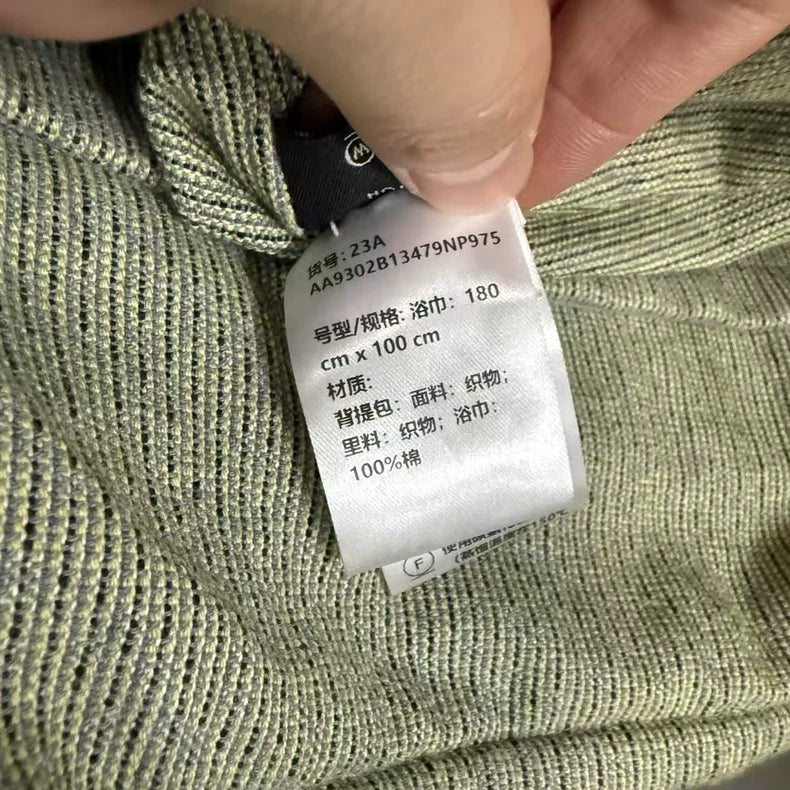 货号: 23A
AA9302B13479NP975
号型/规格: 浴巾: 180
cm x 100 cm
材质:
背提包: 面料: 织物;
里料: 织物; 浴巾:
100%棉
F